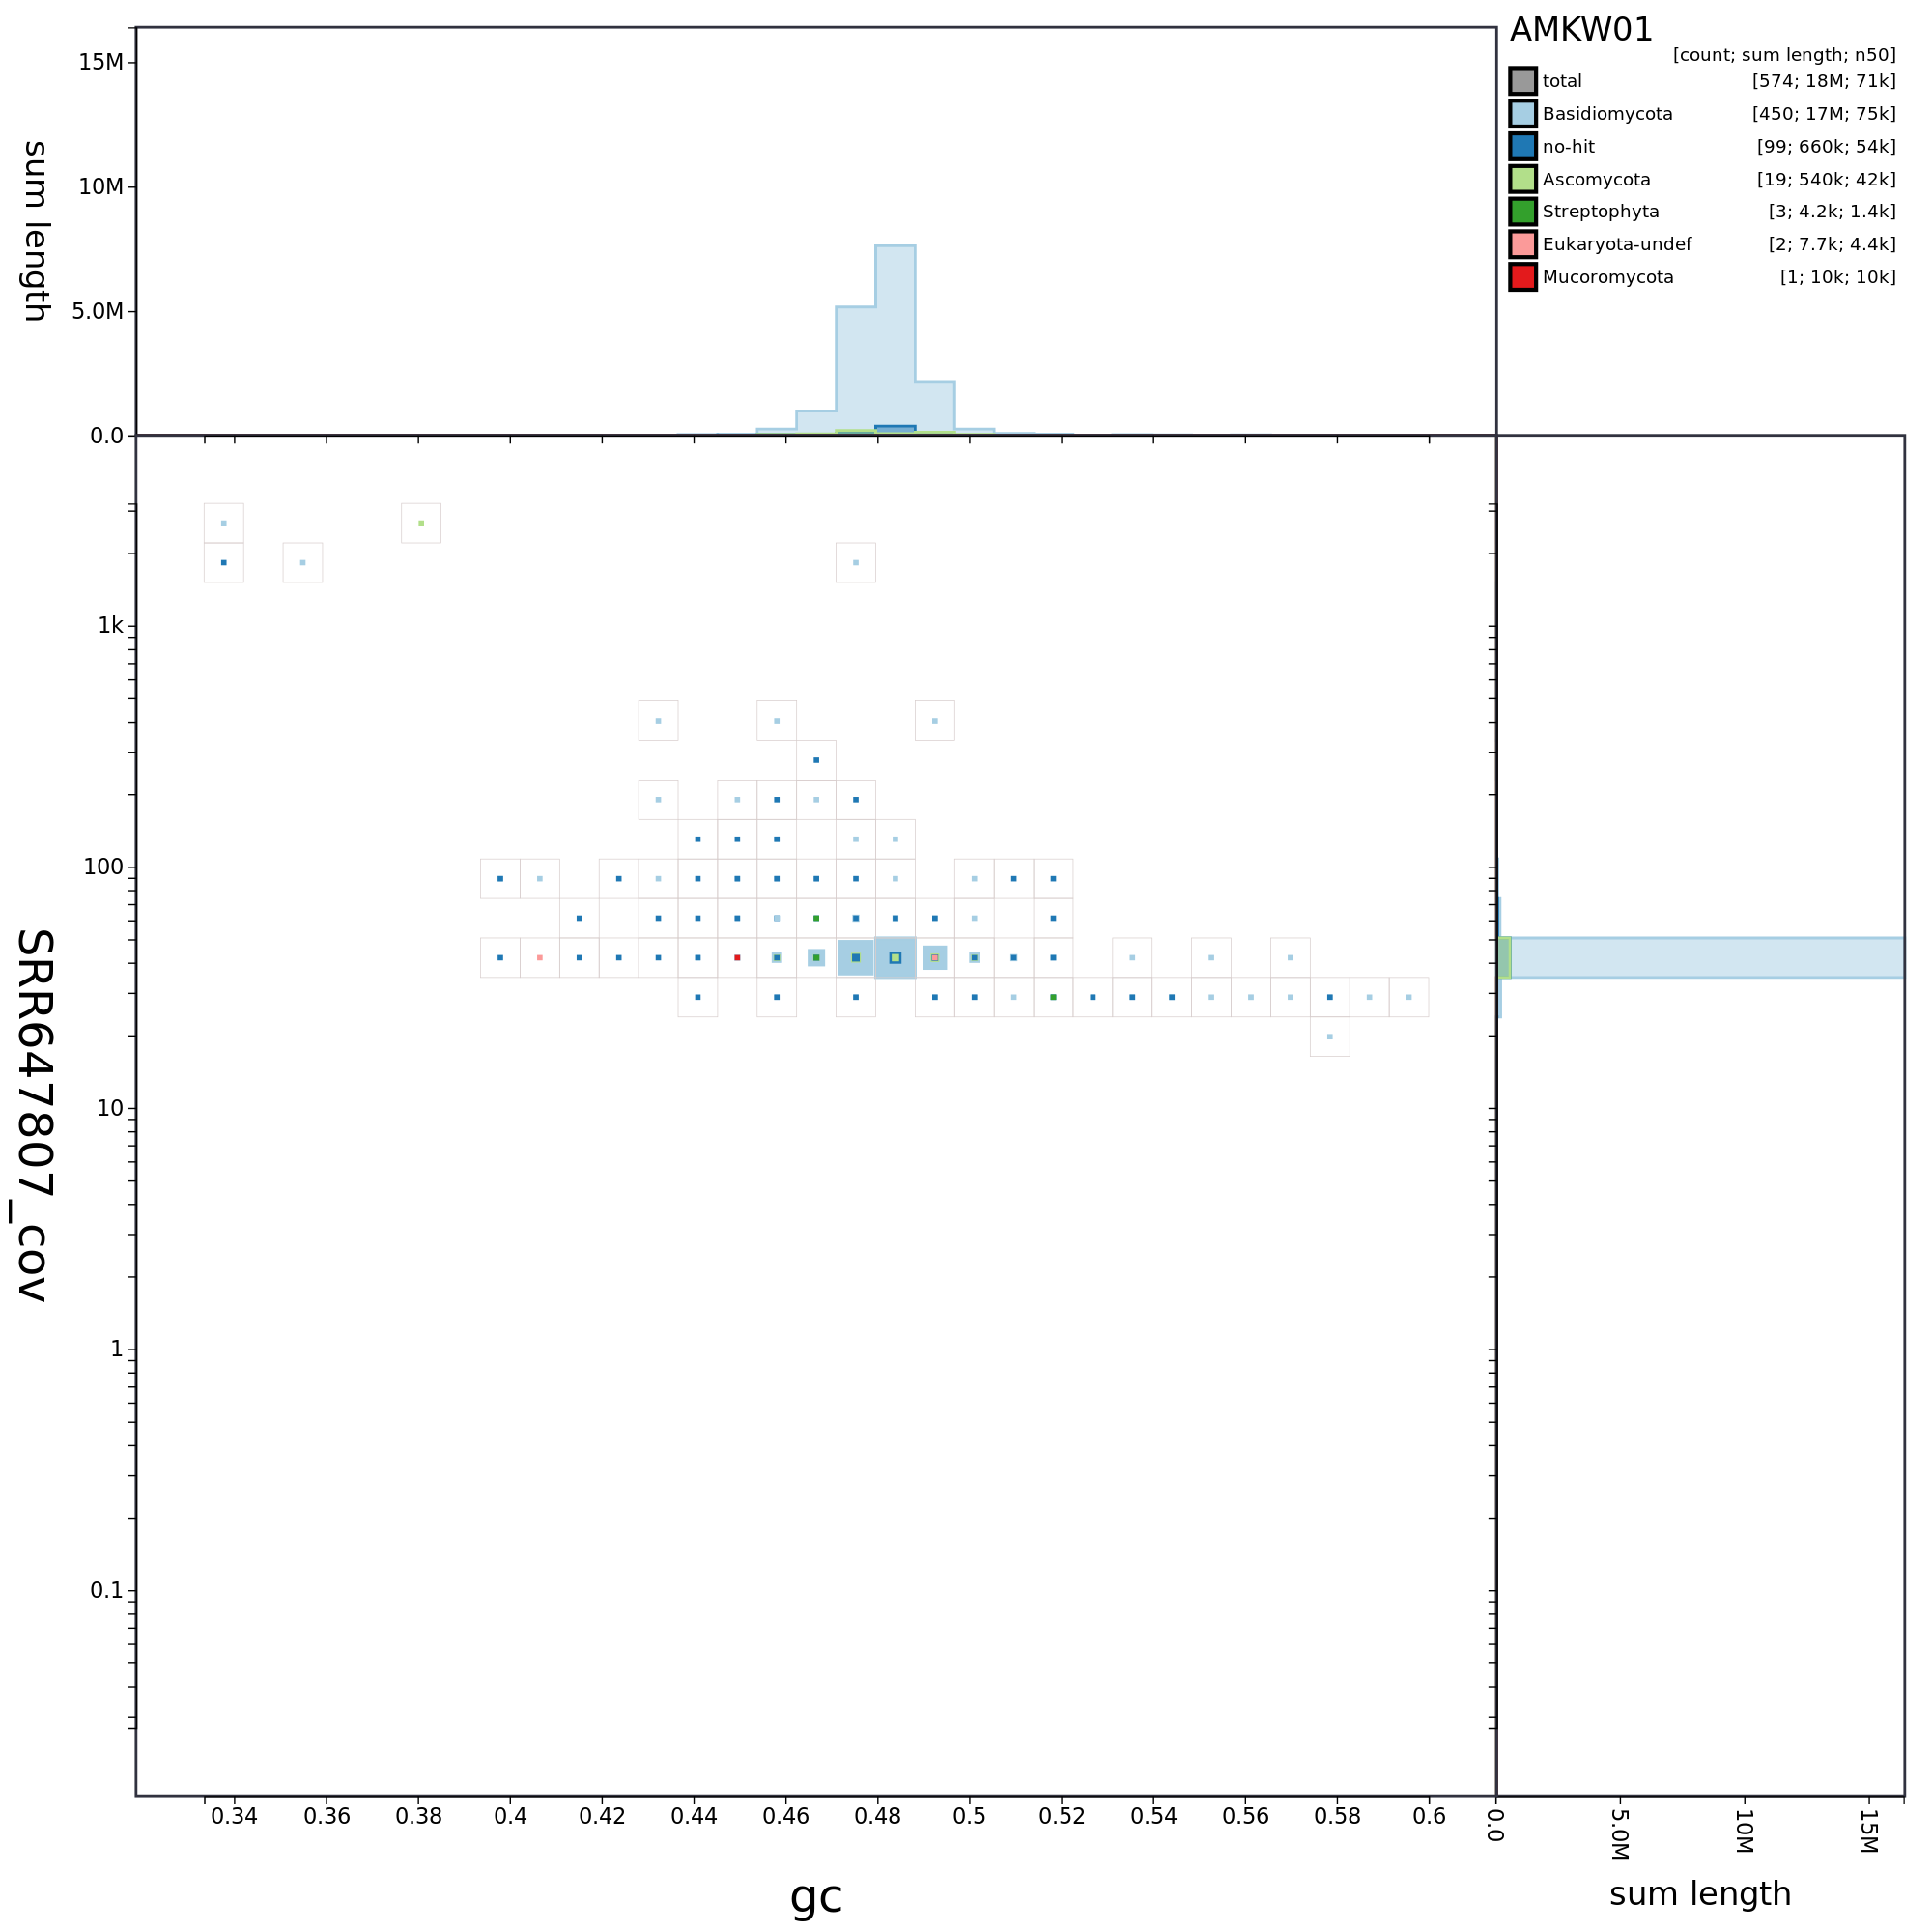 AMKW01
[count; sum length; n50]
total [574; 18M; 71k]
Basidiomycota [450; 17M; 75k]
no-hit [99; 660k; 54k]
Ascomycota [19; 540k; 42k]
Streptophyta [3; 4.2k; 1.4k]
Eukaryota-undef [2; 7.7k; 4.4k]
Mucoromycota [1; 10k; 10k]
sum length
15M
10M
5.0M
0.0
SRR647807_cov
1k
100
10
1
0.1
0.34 0.36 0.38 0.4 0.42 0.44 0.46 0.48 0.5 0.52 0.54 0.56 0.58 0.6
gc
0.0 5.0M 10M 15M
sum length